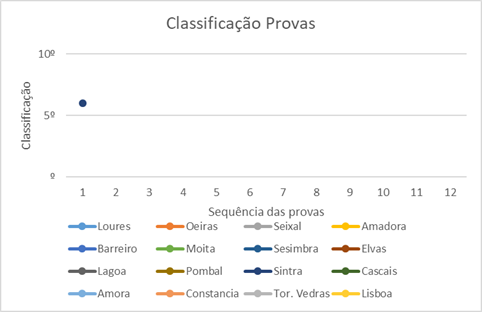 Classificação Provas
10º
5º
º
Classificação
1 2 3 4 5 6 7 8 9 10 11 12
Sequência das provas
Loures Oeiras Seixal Amadora
Barreiro Moita Sesimbra Elvas
Lagoa Pombal Sintra Cascais
Amora Constancia Tor. Vedras Lisboa